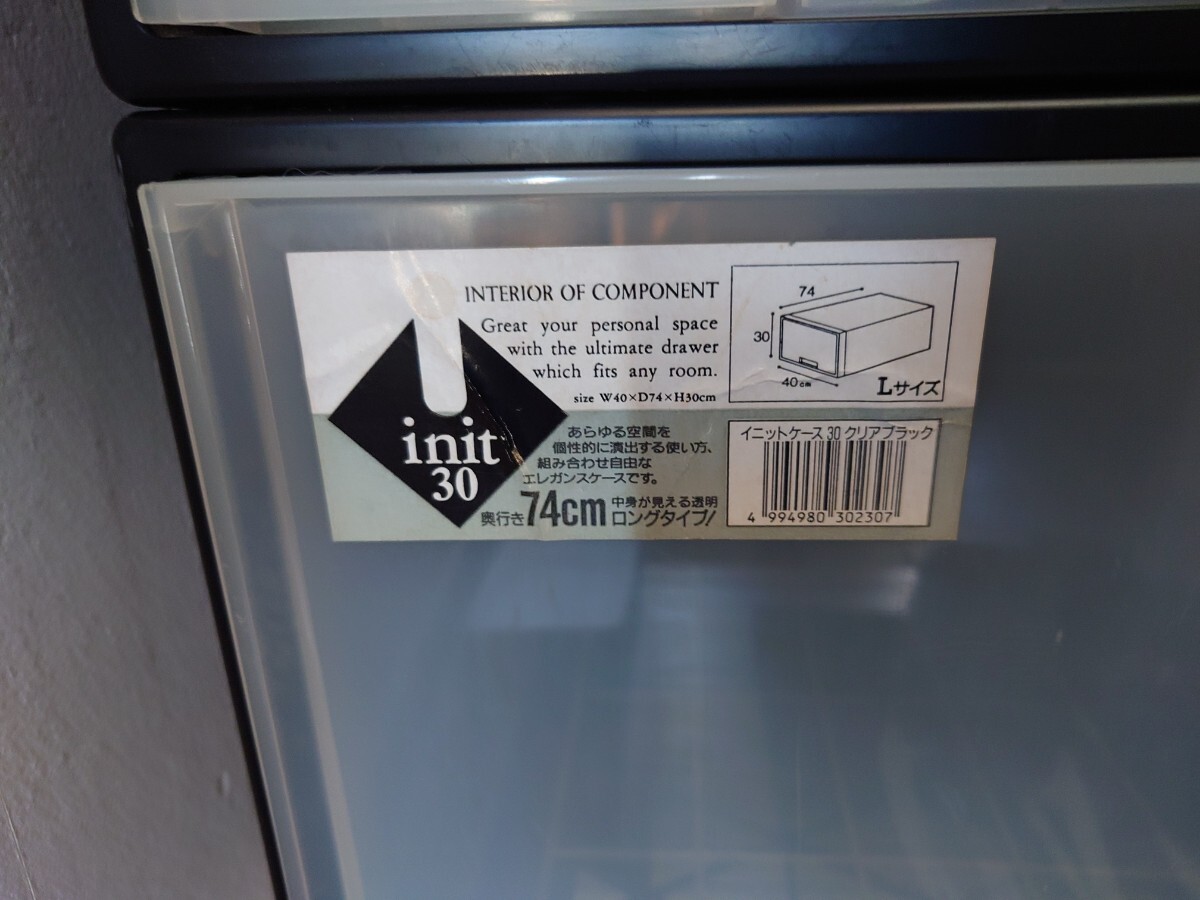 INTERIOR OF COMPONENT
Great your personal space
with the ultimate drawer
which fits any room.
size W40×D74×H30cm
init
30
あらゆる空間を
個性的に演出する使い方、
組み合わせ自由な
エレガンスケースです。
奥行き74cm 中身が見える透明
ロングタイプ!
74
30
40cm
Lサイズ
イニットケース 30 クリアブラック
4 994980 302307